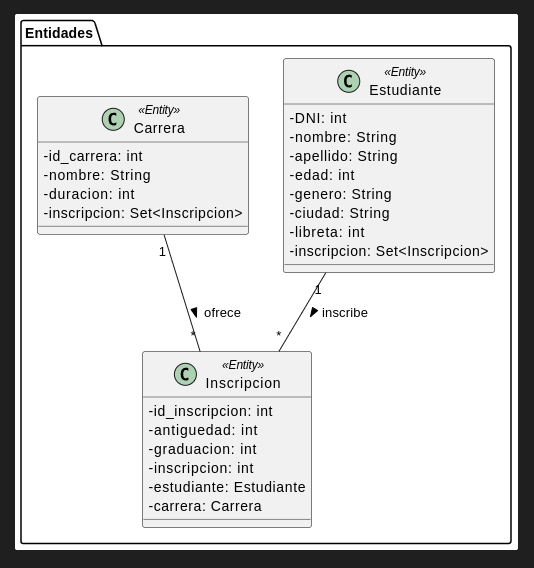 Entidades
«Entity»
C Carrera
-id_carrera: int
-nombre: String
-duracion: int
-inscripcion: Set<Inscripcion>
«Entity»
C Estudiante
-DNI: int
-nombre: String
-apellido: String
-edad: int
-genero: String
-ciudad: String
-libreta: int
-inscripcion: Set<Inscripcion>
1
1
ofrece
inscribe
*
*
«Entity»
C Inscripcion
-id_inscripcion: int
-antiguedad: int
-graduacion: int
-inscripcion: int
-estudiante: Estudiante
-carrera: Carrera